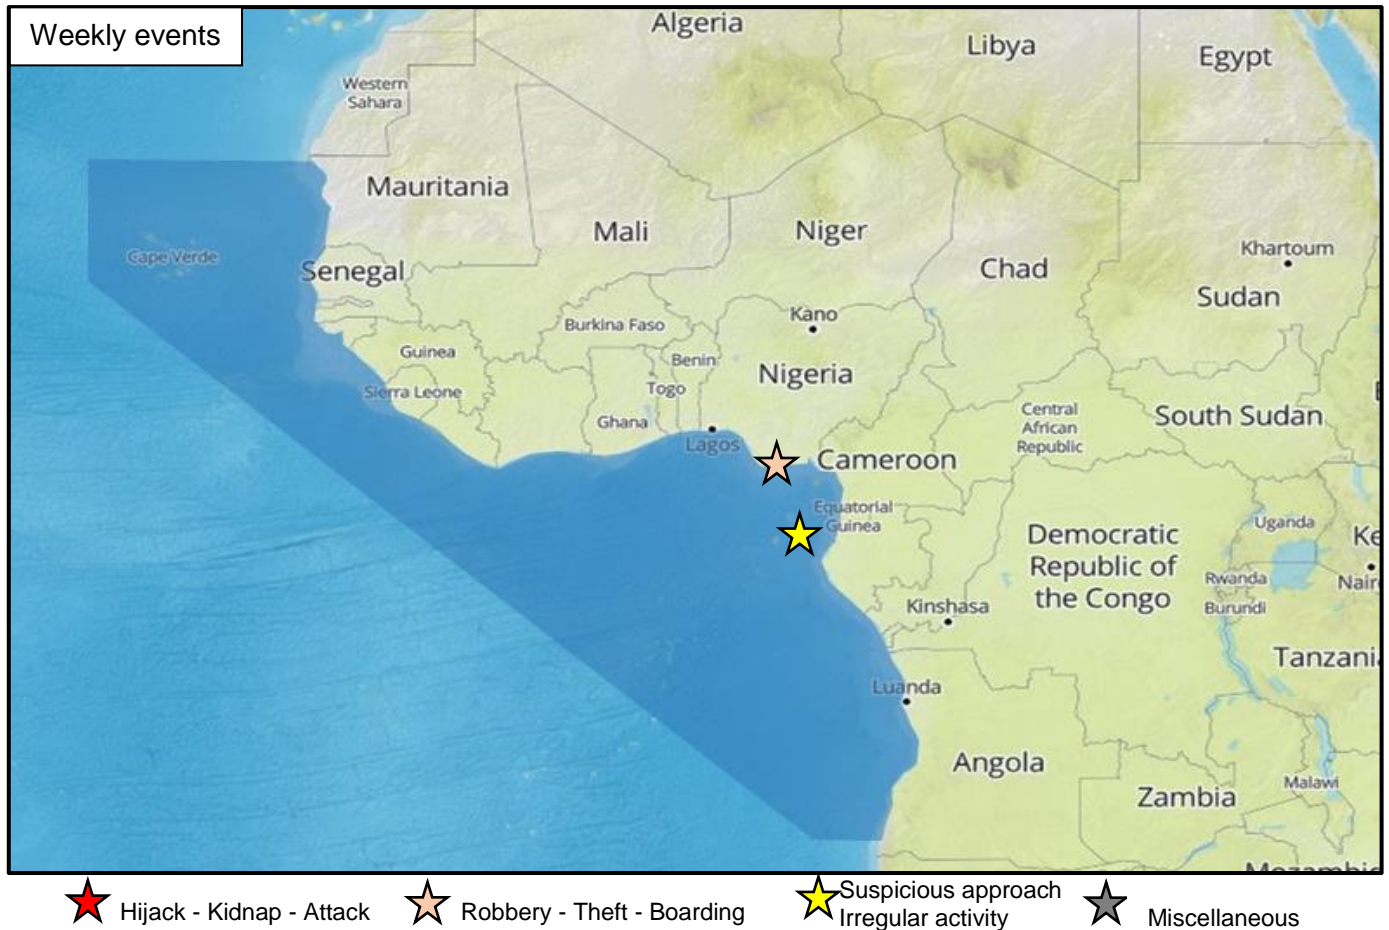 Weekly events
Algeria
Libya
Egypt
Western
Sahara
Mauritania
Mali
Niger
Chad
Khartoum
Sudan
Cape Verde
Senegal
Burkina Faso
Kano
Guinea
Benin
Nigeria
Togo
Sierra Leone
Ghana
Lagos
Central
African
Republic
South Sudan
Cameroon
Equatorial
Guinea
Democratic
Republic of
the Congo
Uganda
Ke
Nair
Rwanda
Burundi
Kinshasa
Tanzani
Luanda
Angola
Zambia
Malawi
Mozambic
Hijack - Kidnap - Attack
Robbery - Theft - Boarding
Suspicious approach
Irregular activity
Miscellaneous